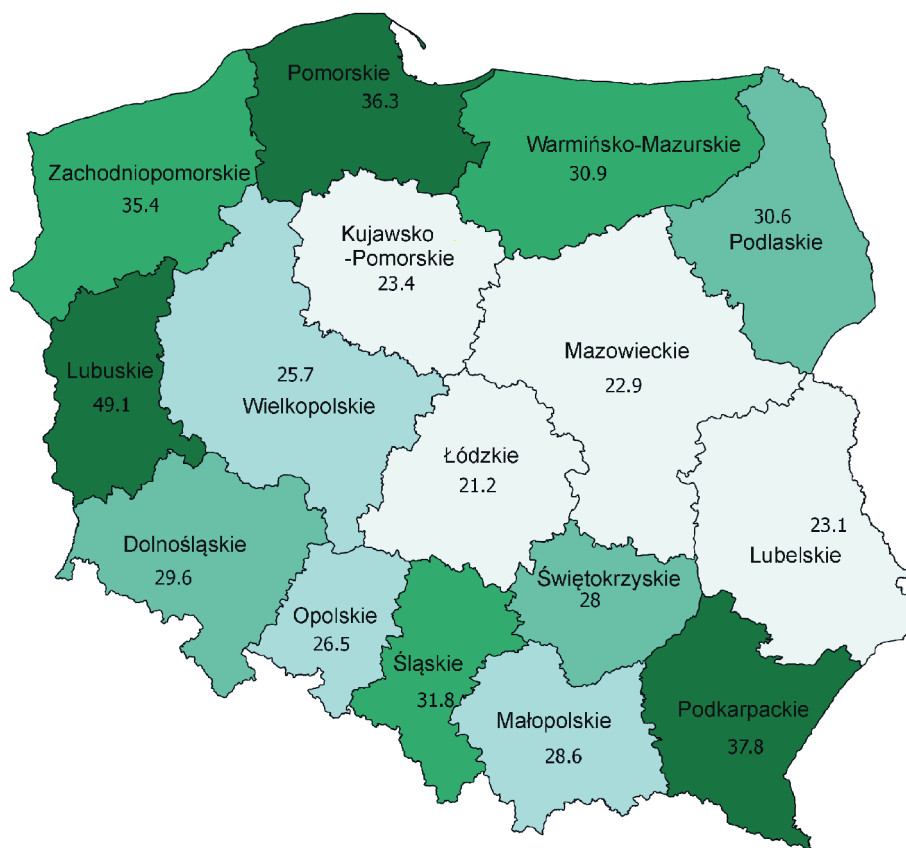 Pomorskie
36.3
Warmińsko-Mazurskie
30.9
Zachodniopomorskie
35.4
30.6
Podlaskie
Kujawsko
-Pomorskie
23.4
Mazowieckie
22.9
Lubuskie
49.1
25.7
Wielkopolskie
Łódzkie
21.2
23.1
Lubelskie
Dolnośląskie
29.6
Świętokrzyskie
28
Opolskie
26.5
Śląskie
31.8
Małopolskie
28.6
Podkarpackie
37.8